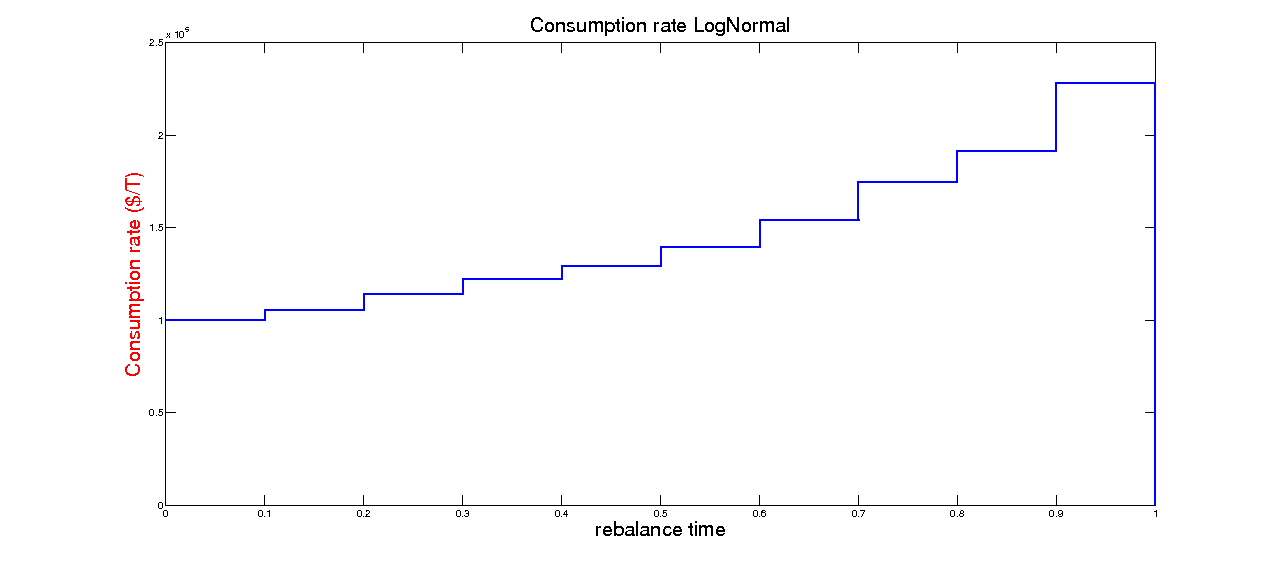 Consumption rate LogNormal
x 10^5
2.5
2
1.5
1
0.5
0
Consumption rate ($/T)
0 0.1 0.2 0.3 0.4 0.5 0.6 0.7 0.8 0.9 1
rebalance time